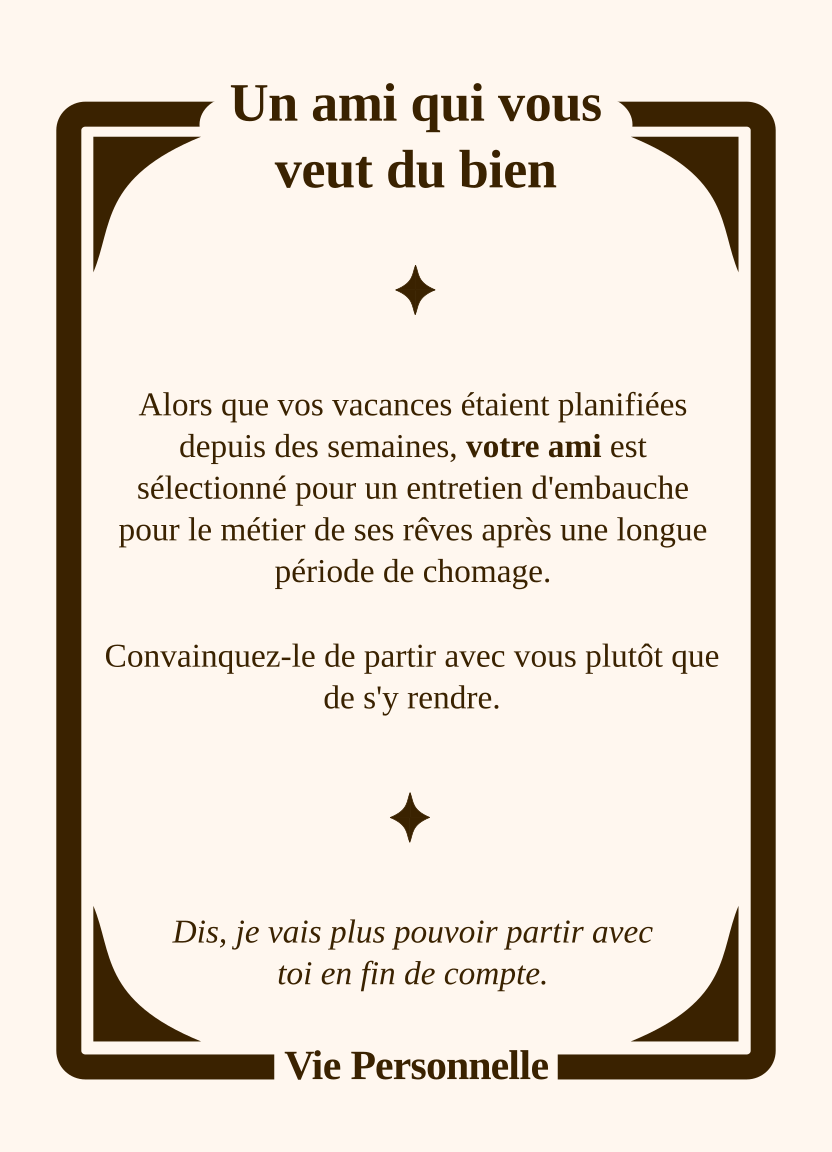 Un ami qui vous
veut du bien
Alors que vos vacances étaient planifiées
depuis des semaines, votre ami est
sélectionné pour un entretien d'embauche
pour le métier de ses rêves après une longue
période de chomage.
Convainquez-le de partir avec vous plutôt que
de s'y rendre.
Dis, je vais plus pouvoir partir avec
toi en fin de compte.
Vie Personnelle